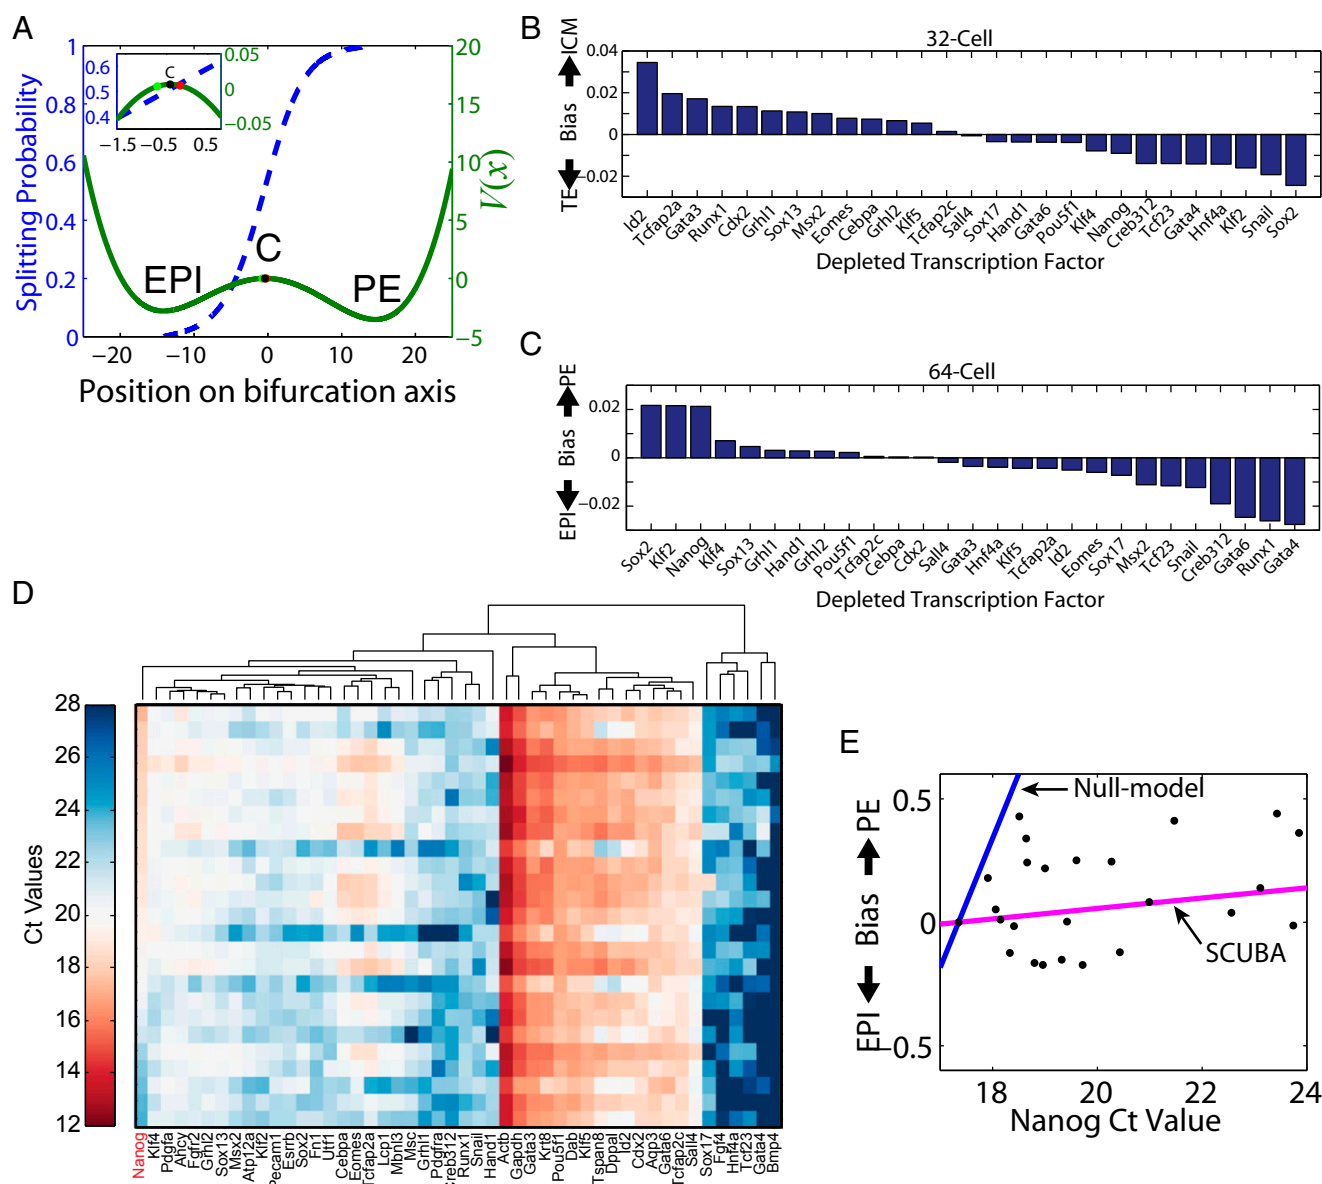 A
Splitting Probability
1
0.8
0.6
0.4
0.2
0
0.6
0.5
0.4
C
0.05
0
−0.05
−1.5 −0.5 0.5
20
15
10
5
0
−5
V(x)
EPI
C
PE
−20 −10 0 10 20
Position on bifurcation axis
B
32-Cell
TE Bias ICM
0.04
0.02
0
−0.02
Id2 Tcfap2a Gata3 Runx1 Cdx2 Grhl1 Sox13 Msx2 Eomes Cebpa Grhl2 Klf5 Tcfap2c Sall4 Sox17 Hand1 Gata6 Pou5f1 Klf4 Nanog Creb312 Tcf23 Gata4 Hnf4a Klf2 Snail Sox2
Depleted Transcription Factor
C
64-Cell
EPI Bias PE
0.02
0
−0.02
Sox2 Klf2 Nanog Klf4 Sox13 Grhl1 Hand1 Grhl2 Pou5f1 Tcfap2c Cebpa Cdx2 Sall4 Gata3 Hnf4a Klf5 Tcfap2a Id2 Eomes Sox17 Msx2 Tcf23 Snail Creb312 Gata6 Runx1 Gata4
Depleted Transcription Factor
D
Ct Values
28
26
24
22
20
18
16
14
12
Nanog Klf4 Pdgfa Ahcy Fgfr2 Grhl2 Sox13 Msx2 Atp12a Klf2 Pecam1 Esrrb Sox2 Fn1 Utf1 Cebpa Eomes Tcfap2a Lcp1 Mbnl3 Msc Grhl1 Pdgfra Creb312 Runx1 Snail Hand1 Actb Gapdh Gata3 Krt8 Pou5f1 Dab Klf5 Tspan8 DppaI Id2 Cdx2 Aqp3 Gata6 Tcfap2c Sall4 Sox17 Fgf4 Hnf4a Tcf23 Gata4 Bmp4
E
EPI Bias PE
0.5
0
−0.5
Null-model
SCUBA
18 20 22 24
Nanog Ct Value